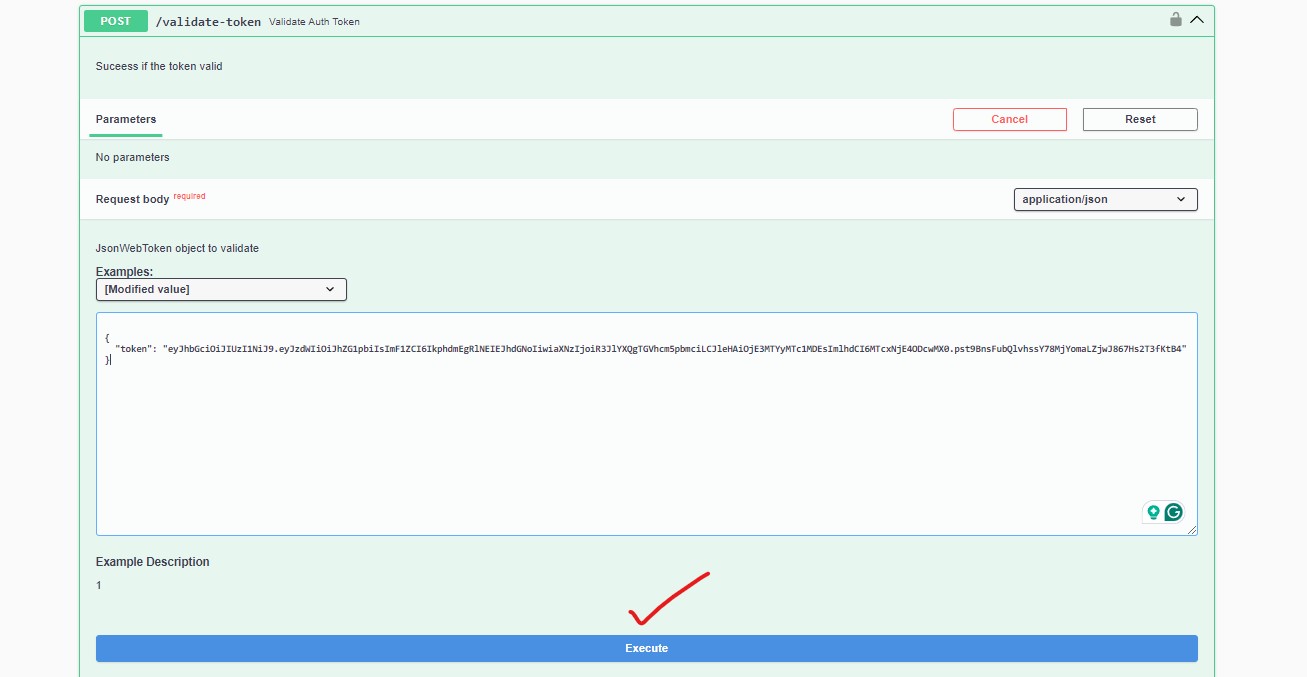 POST /validate-token Validate Auth Token
Suceess if the token valid
Parameters
Cancel
Reset
No parameters
Request body required
application/json
JsonWebToken object to validate
Examples:
[Modified value]
{
"token": "eyJhbGciOiJIUzI1NiJ9.eyJzdWIiOiJhZG1pbiIsImF1ZCI6IkphdmEgRlNEIEJhdGNoIiwiaXNzIjoiR3JlYXQgTGVhcm5pbmciLCJleHAiOjE3MTYyMTc1MDEsImlhdCI6MTcxNjE4ODcwMX0.pst9BnsFubQlvhssY78MjYomaLZjwJ867Hs2T3fKtB4"
}
Example Description
1
Execute